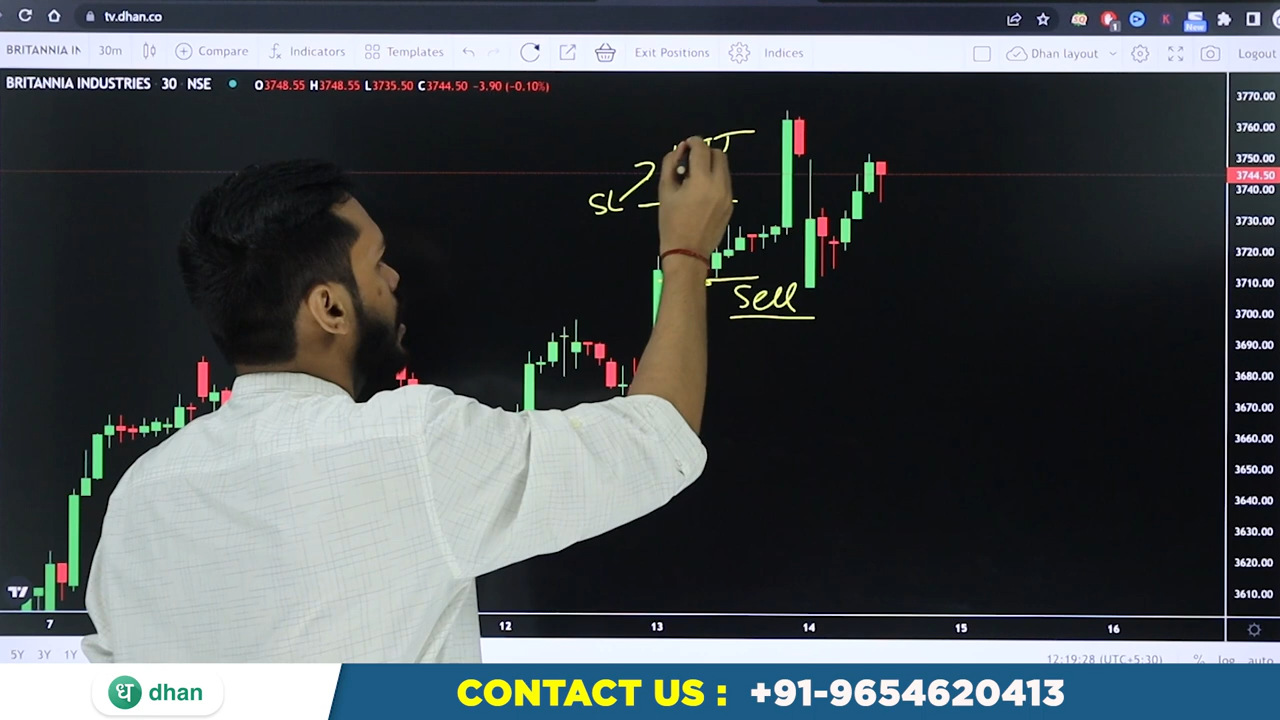 tv.dhan.co
New
1
BRITANNIA IN 30m Compare Indicators Templates Exit Positions Indices Dhan layout Logout
BRITANNIA INDUSTRIES · 30 · NSE O3748.55 H3748.55 L3735.50 C3744.50 −3.90 (−0.10%)
3770.00
3760.00
3750.00
3744.50
3740.00
3730.00
3720.00
3710.00
3700.00
3690.00
3680.00
3670.00
3660.00
3650.00
3640.00
3630.00
3620.00
3610.00
SL
Sell
7 12 13 14 15 16
5Y 3Y 1Y 12:19:28 (UTC+5:30) % log auto
ध dhan
CONTACT US : +91-9654620413